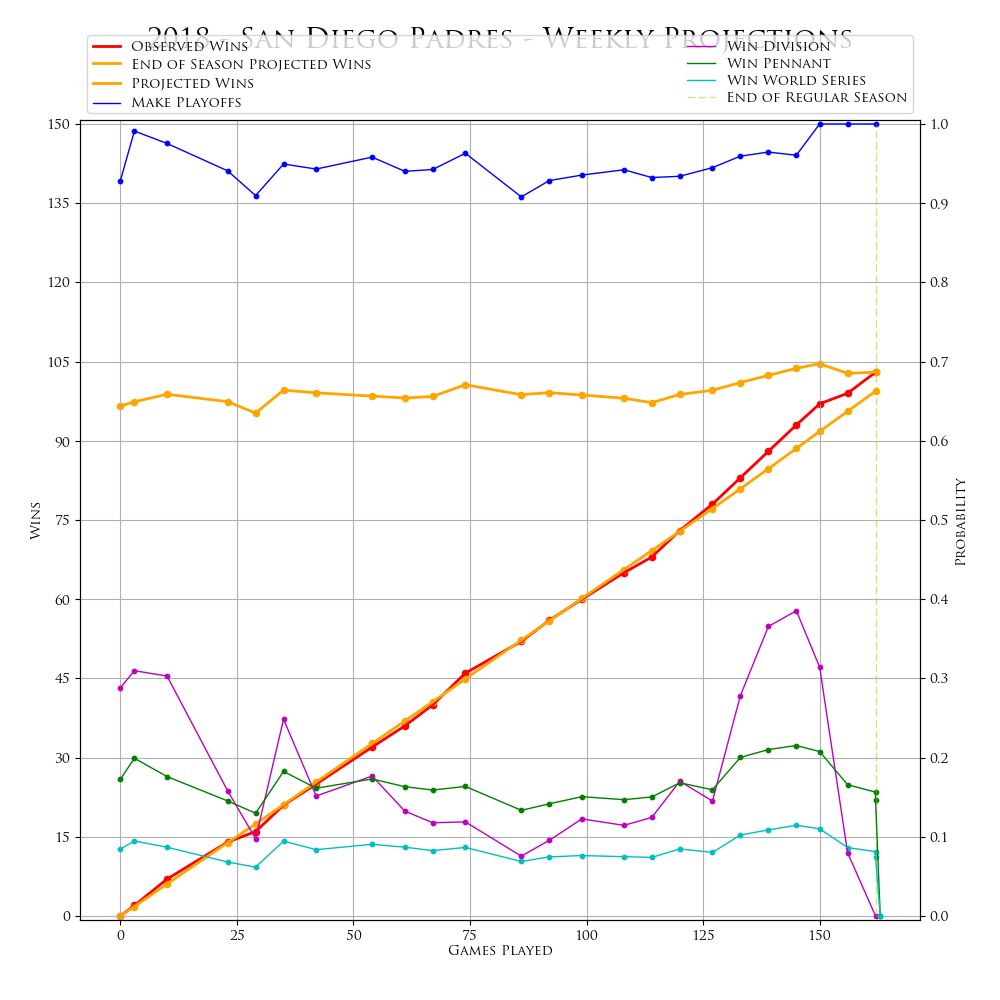 2018 - San Diego Padres - Weekly Projections
Observed Wins
End of Season Projected Wins
Projected Wins
Make Playoffs
Win Division
Win Pennant
Win World Series
End of Regular Season
150
135
120
105
90
75
60
45
30
15
0
Wins
1.0
0.9
0.8
0.7
0.6
0.5
0.4
0.3
0.2
0.1
0.0
Probability
0 25 50 75 100 125 150
Games Played